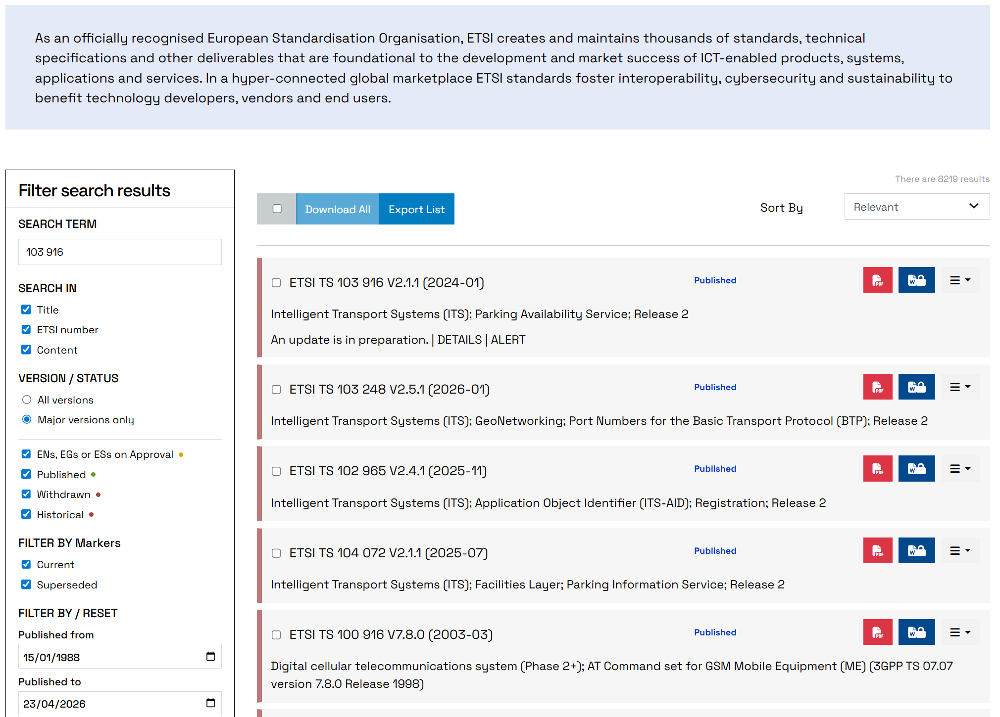 As an officially recognised European Standardisation Organisation, ETSI creates and maintains thousands of standards, technical
specifications and other deliverables that are foundational to the development and market success of ICT-enabled products, systems,
applications and services. In a hyper-connected global marketplace ETSI standards foster interoperability, cybersecurity and sustainability to
benefit technology developers, vendors and end users.
Filter search results
SEARCH TERM
103 916
SEARCH IN
Title
ETSI number
Content
VERSION / STATUS
All versions
Major versions only
ENs, EGs or ESs on Approval
Published
Withdrawn
Historical
FILTER BY Markers
Current
Superseded
FILTER BY / RESET
Published from
15/01/1988
Published to
23/04/2026
There are 8219 results
Download All Export List
Sort By Relevant
ETSI TS 103 916 V2.1.1 (2024-01) Published PDF W
Intelligent Transport Systems (ITS); Parking Availability Service; Release 2
An update is in preparation. | DETAILS | ALERT
ETSI TS 103 248 V2.5.1 (2026-01) Published PDF W
Intelligent Transport Systems (ITS); GeoNetworking; Port Numbers for the Basic Transport Protocol (BTP); Release 2
ETSI TS 102 965 V2.4.1 (2025-11) Published PDF W
Intelligent Transport Systems (ITS); Application Object Identifier (ITS-AID); Registration; Release 2
ETSI TS 104 072 V2.1.1 (2025-07) Published PDF W
Intelligent Transport Systems (ITS); Facilities Layer; Parking Information Service; Release 2
ETSI TS 100 916 V7.8.0 (2003-03) Published PDF W
Digital cellular telecommunications system (Phase 2+); AT Command set for GSM Mobile Equipment (ME) (3GPP TS 07.07
version 7.8.0 Release 1998)